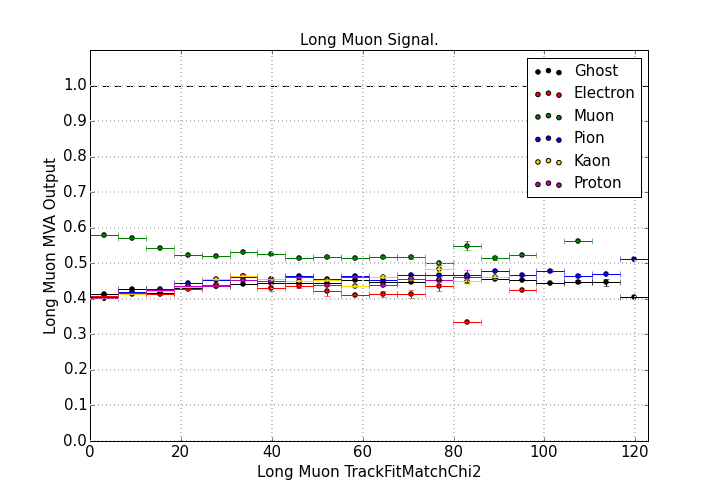 Long Muon Signal.
Long Muon MVA Output
1.0
0.9
0.8
0.7
0.6
0.5
0.4
0.3
0.2
0.1
0.0
0 20 40 60 80 100 120
Long Muon TrackFitMatchChi2
Ghost
Electron
Muon
Pion
Kaon
Proton